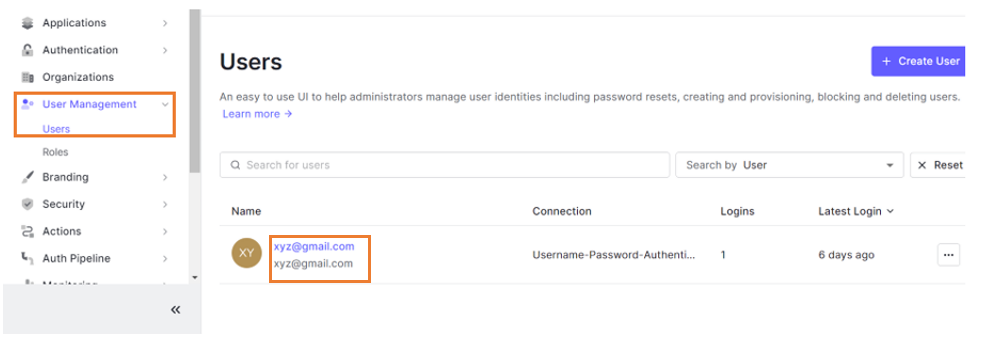 Applications
Authentication
Organizations
User Management
Users
Roles
Branding
Security
Actions
Auth Pipeline
Users
+ Create User
An easy to use UI to help administrators manage user identities including password resets, creating and provisioning, blocking and deleting users.
Learn more →
Search for users
Search by User
× Reset
Name Connection Logins Latest Login
XY
xyz@gmail.com
xyz@gmail.com
Username-Password-Authenti...
1
6 days ago